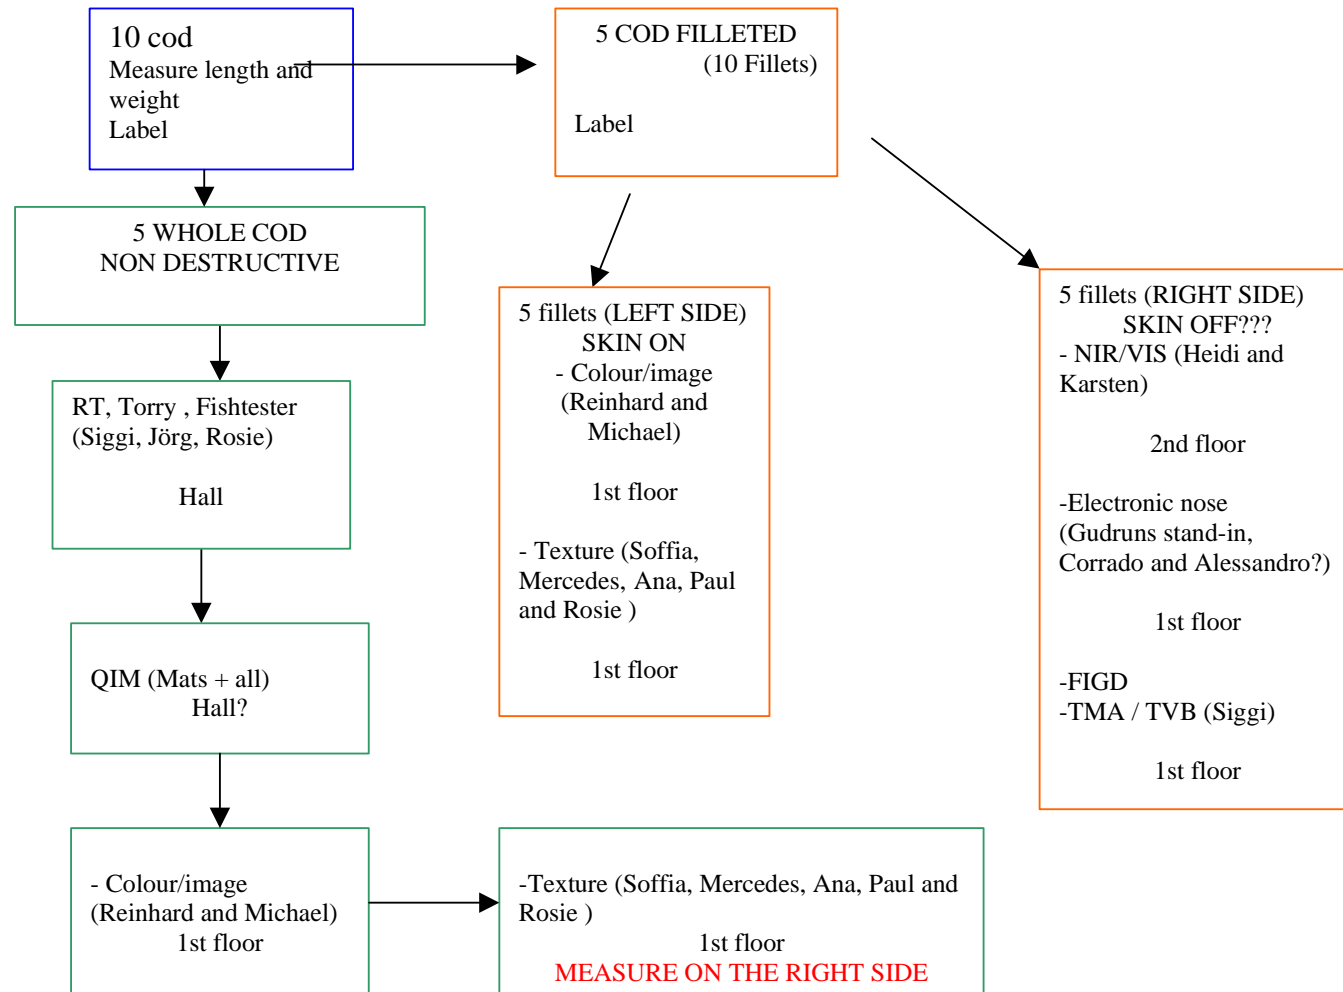 10 cod
Measure length and
weight
Label
5 COD FILLETED
(10 Fillets)
Label
5 WHOLE COD
NON DESTRUCTIVE
RT, Torry , Fishtester
(Siggi, Jörg, Rosie)
Hall
QIM (Mats + all)
Hall?
- Colour/image
(Reinhard and Michael)
1st floor
-Texture (Soffia, Mercedes, Ana, Paul and
Rosie )
1st floor
MEASURE ON THE RIGHT SIDE
5 fillets (LEFT SIDE)
SKIN ON
- Colour/image
(Reinhard and
Michael)
1st floor
- Texture (Soffia,
Mercedes, Ana, Paul
and Rosie )
1st floor
5 fillets (RIGHT SIDE)
SKIN OFF???
- NIR/VIS (Heidi and
Karsten)
2nd floor
-Electronic nose
(Gudruns stand-in,
Corrado and Alessandro?)
1st floor
-FIGD
-TMA / TVB (Siggi)
1st floor